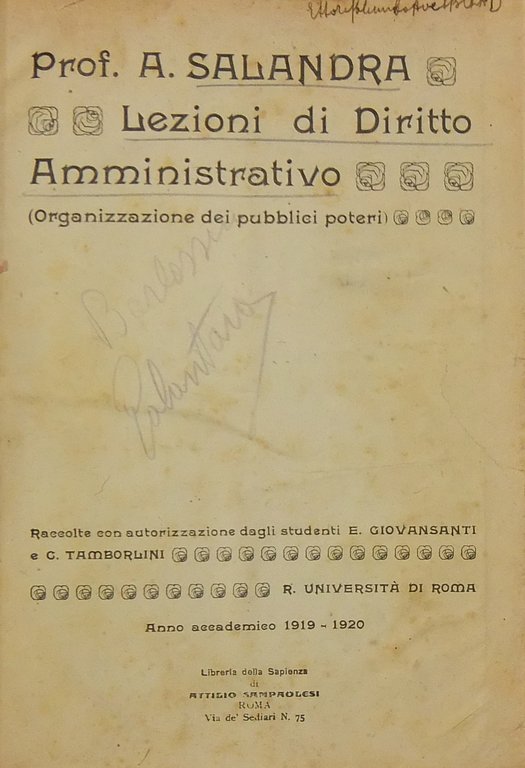 Prof. A. SALANDRA
Lezioni di Diritto
Amministrativo
(Organizzazione dei pubblici poteri)
Raccolte con autorizzazione dagli studenti E. GIOVANSANTI
e C. TAMBORLINI
R. UNIVERSITÀ DI ROMA
Anno accademico 1919 - 1920
Libreria della Sapienza
di
ATTILIO SAMPAOLESI
ROMA
Via de' Sediari N. 75